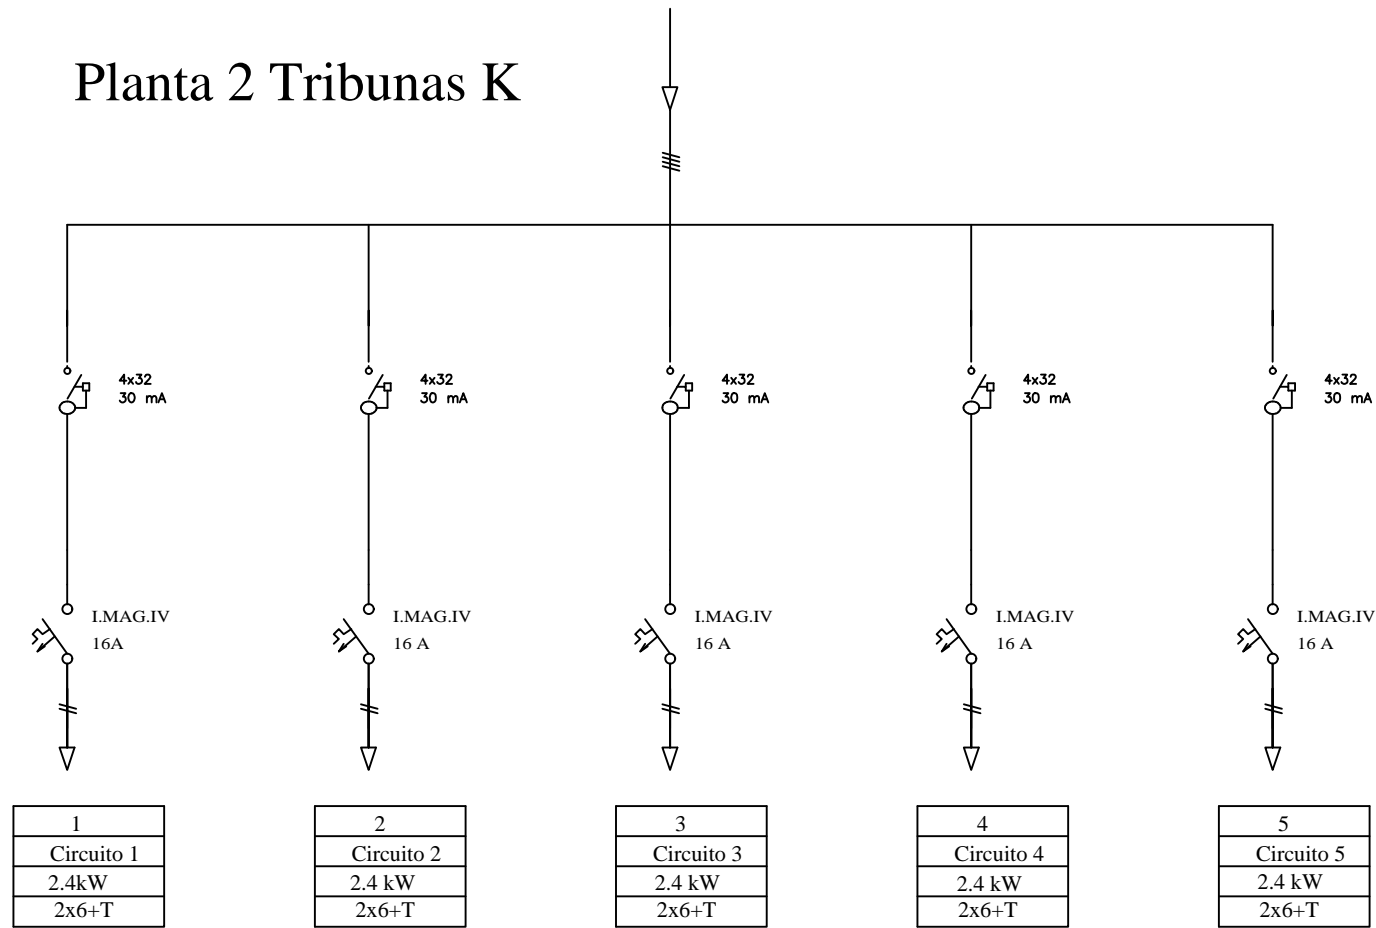 Planta 2 Tribunas K
4x32
30 mA
4x32
30 mA
4x32
30 mA
4x32
30 mA
4x32
30 mA
I.MAG.IV
16A
I.MAG.IV
16 A
I.MAG.IV
16 A
I.MAG.IV
16 A
I.MAG.IV
16 A
1
Circuito 1
2.4kW
2x6+T
2
Circuito 2
2.4 kW
2x6+T
3
Circuito 3
2.4 kW
2x6+T
4
Circuito 4
2.4 kW
2x6+T
5
Circuito 5
2.4 kW
2x6+T